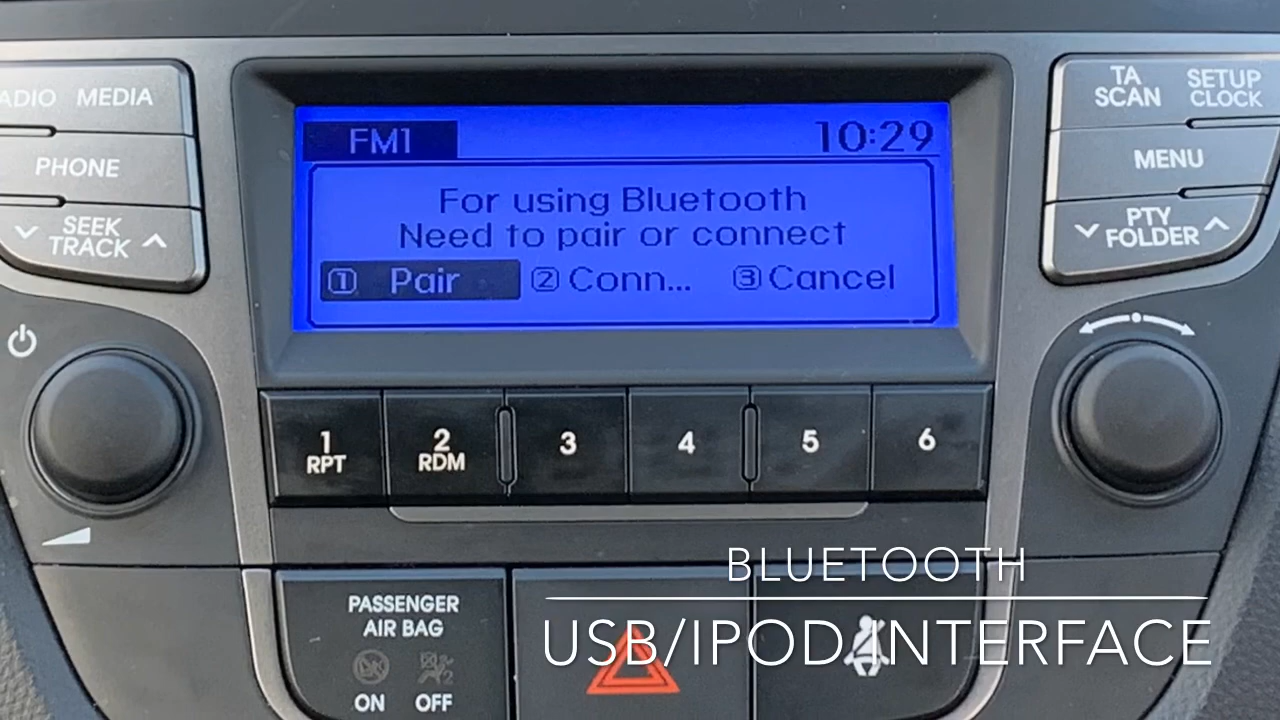 ADIO MEDIA
PHONE
SEEK
TRACK
FM1 10:29
For using Bluetooth
Need to pair or connect
1 Pair 2 Conn... 3 Cancel
TA
SCAN
SETUP
CLOCK
MENU
PTY
FOLDER
1
RPT
2
RDM
3
4
5
6
PASSENGER
AIR BAG
ON OFF
BLUETOOTH
USB/IPOD INTERFACE